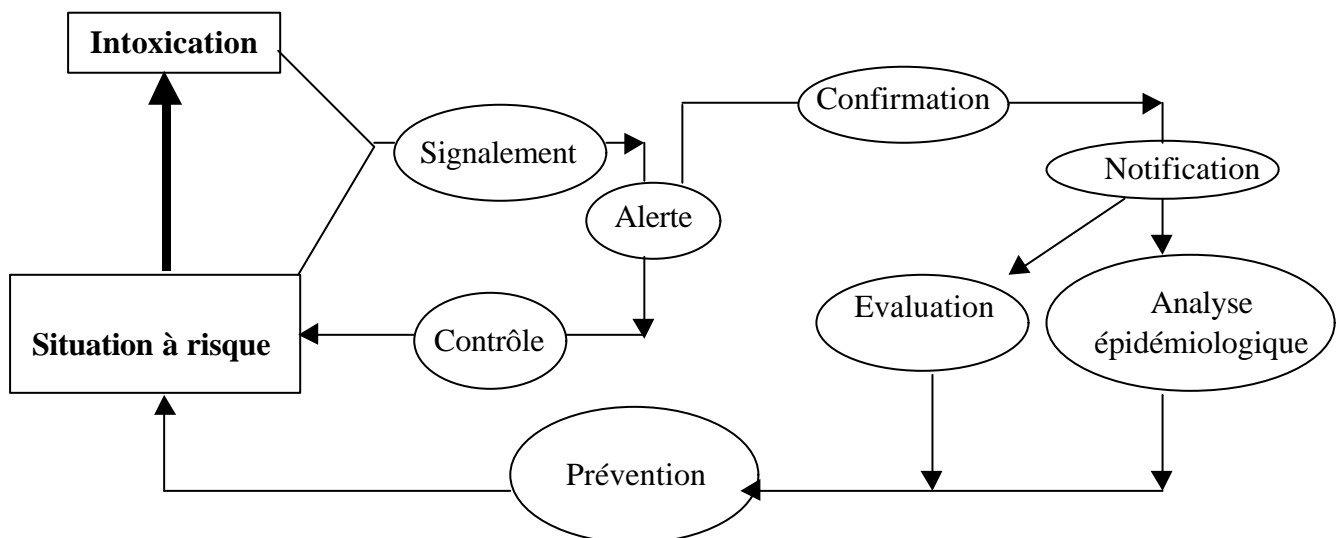 Intoxication
Confirmation
Signalement
Notification
Alerte
Situation à risque
Contrôle
Evaluation
Analyse
épidémiologique
Prévention